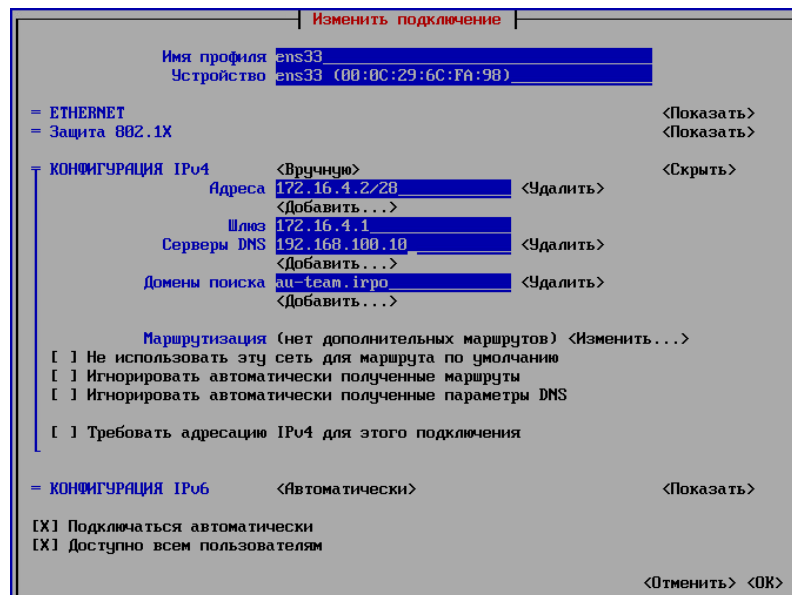 Изменить подключение
Имя профиля ens33
Устройство ens33 (00:0C:29:6C:FA:98)
= ETHERNET <Показать>
= Защита 802.1X <Показать>
КОНФИГУРАЦИЯ IPv4 <Вручную> <Скрыть>
Адреса 172.16.4.2/28 <Удалить>
<Добавить...>
Шлюз 172.16.4.1
Серверы DNS 192.168.100.10 <Удалить>
<Добавить...>
Домены поиска au-team.irpo <Удалить>
<Добавить...>
Маршрутизация (нет дополнительных маршрутов) <Изменить...>
[ ] Не использовать эту сеть для маршрута по умолчанию
[ ] Игнорировать автоматически полученные маршруты
[ ] Игнорировать автоматически полученные параметры DNS
[ ] Требовать адресацию IPv4 для этого подключения
= КОНФИГУРАЦИЯ IPv6 <Автоматически> <Показать>
[X] Подключаться автоматически
[X] Доступно всем пользователям
<Отменить> <OK>